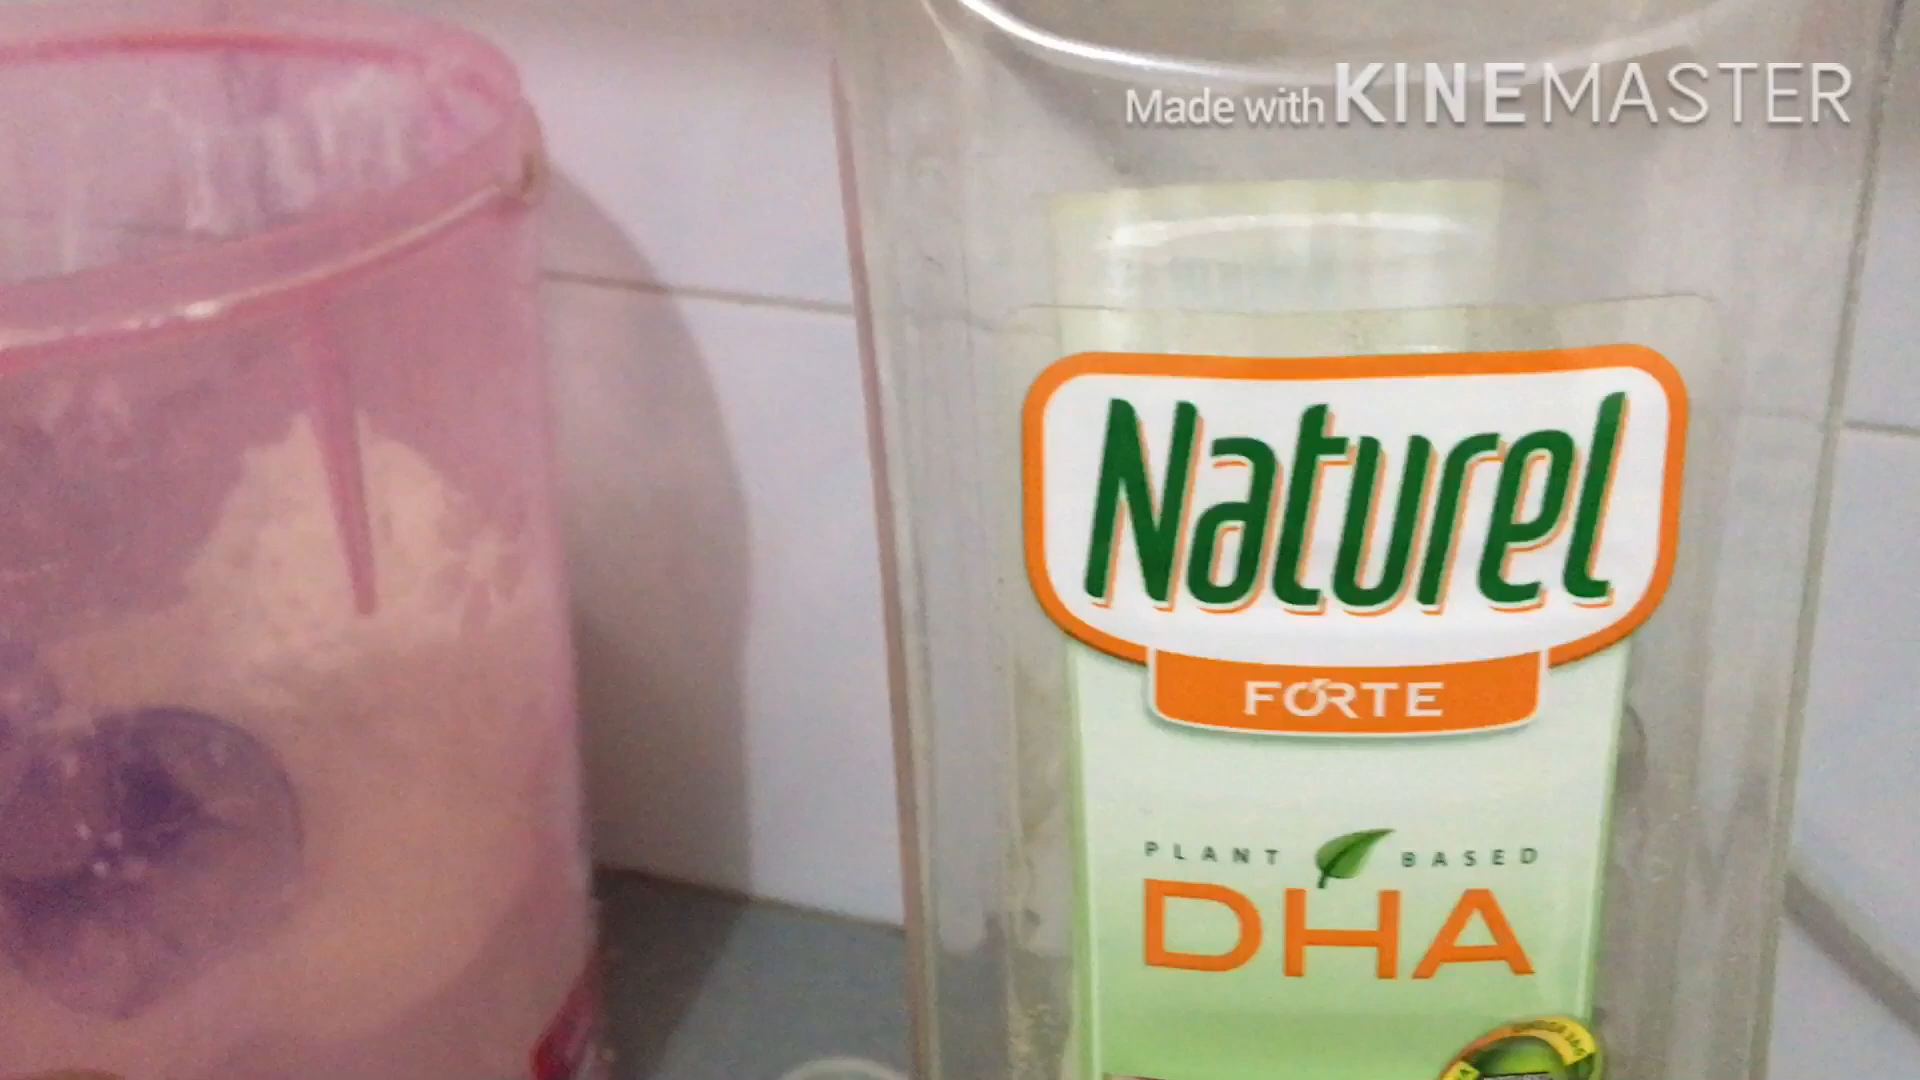 Made with KINEMASTER
Naturel
FORTE
PLANT BASED
DHA